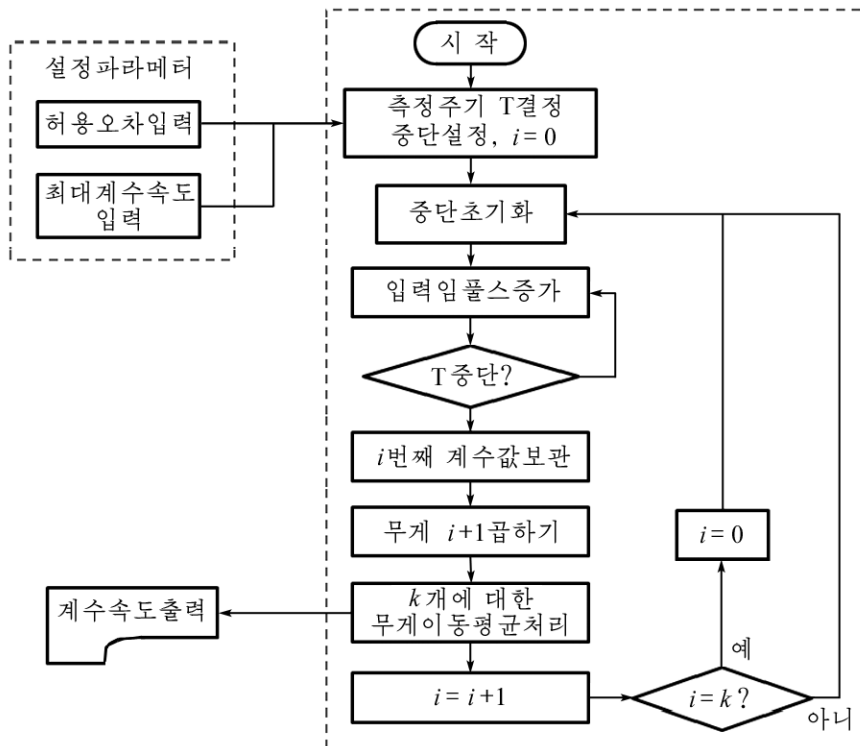 시 작
설정파라메터
허용오차입력
최대계수속도
입력
측정주기 T결정
중단설정, i= 0
중단초기화
입력임풀스증가
T중단?
i번째 계수값보관
무게 i+1곱하기
k개에 대한
무게이동평균처리
계수속도출력
i= i+1
i= k?
예
i= 0
아니